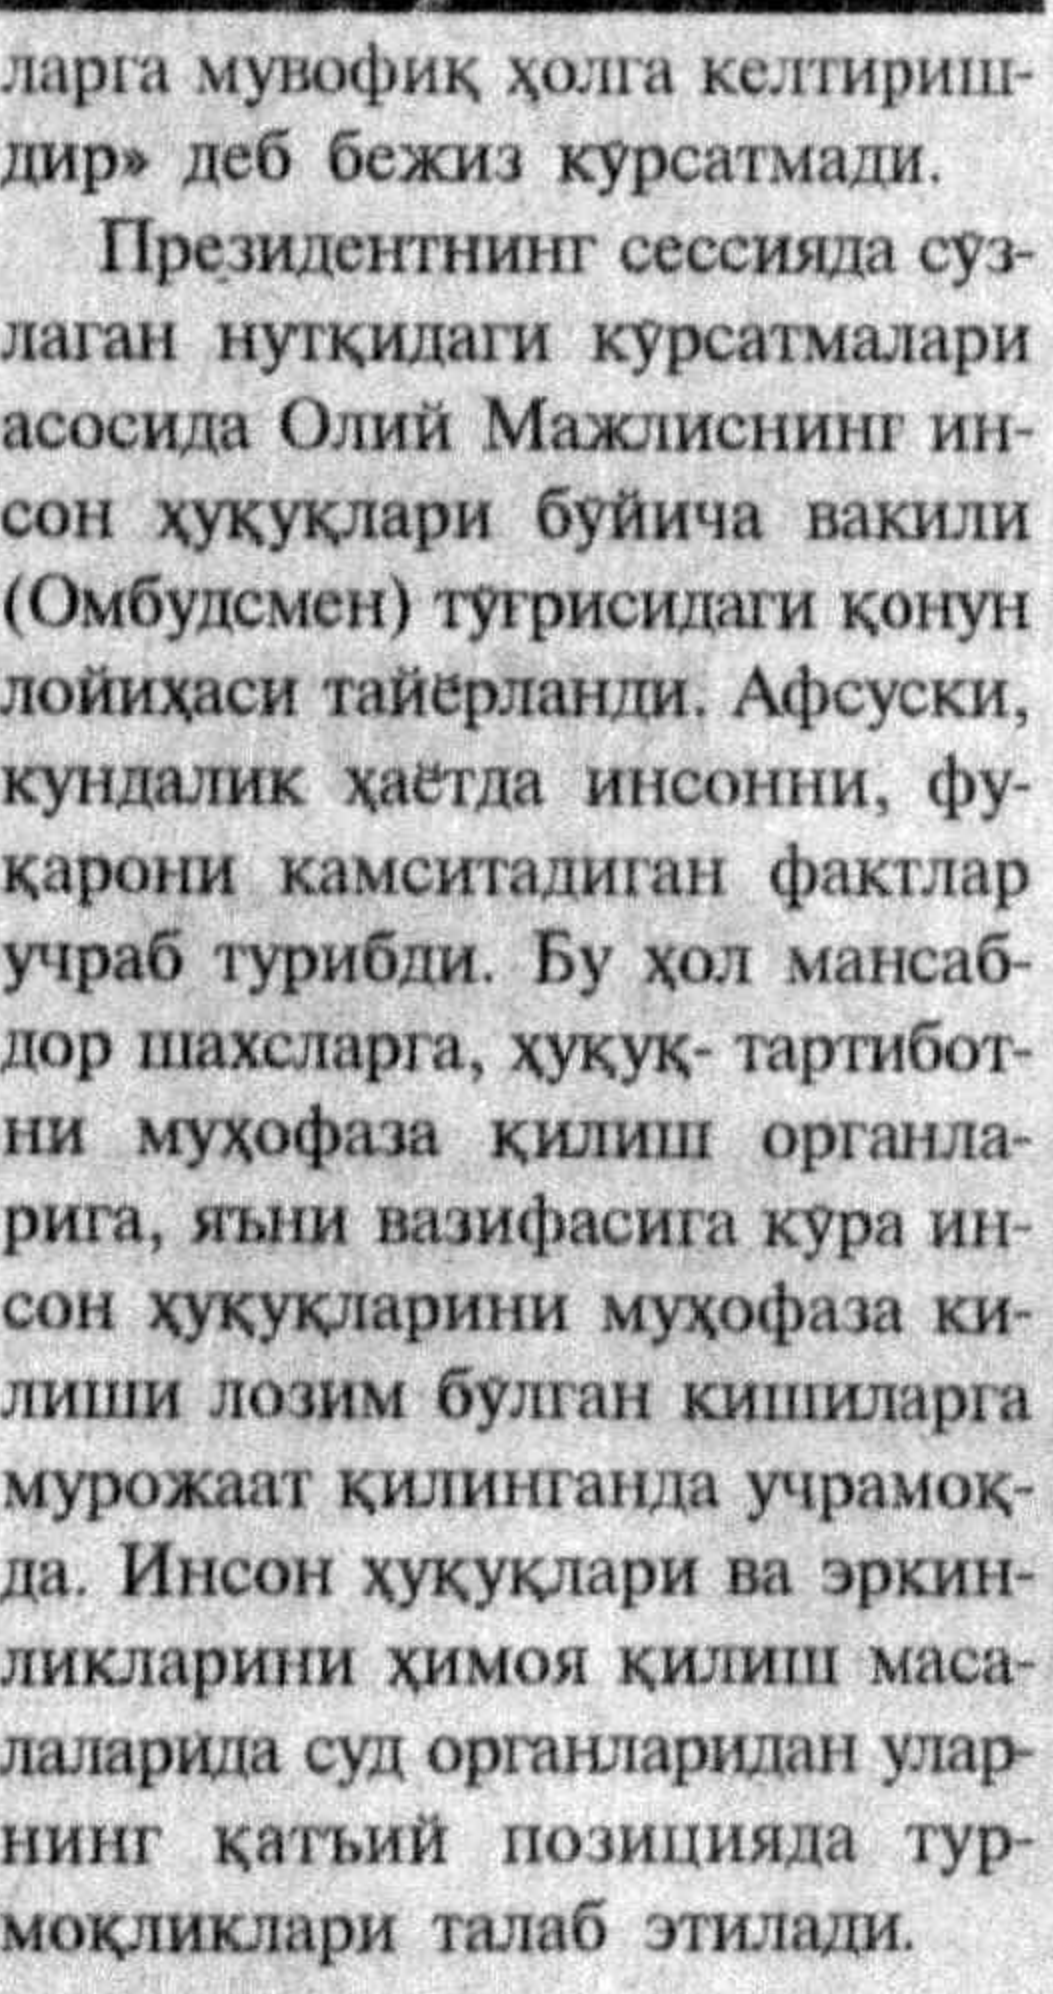 ларга мувофиқ ҳолга келтириш-
дир» деб бежиз кўрсатмади.
Президентнинг сессияда сўз-
лаган нутқидаги кўрсатмалари
асосида Олий Мажлиснинг ин-
сон ҳуқуқлари бўйича вакили
(Омбудсмен) тўғрисидаги қонун
лойиҳаси тайёрланди. Афсуски,
кундалик ҳаётда инсонни, фу-
қарони камситадиган фактлар
учраб турибди. Бу ҳол мансаб-
дор шахсларга, ҳуқуқ- тартибот-
ни муҳофаза қилиш органла-
рига, яъни вазифасига кўра ин-
сон ҳуқуқларини муҳофаза ки-
лиши лозим бўлган кишиларга
мурожаат қилинганда учрамоқ-
да. Инсон ҳуқуқлари ва эркин-
ликларини ҳимоя қилиш маса-
лаларида суд органларидан улар-
нинг қатъий позицияда тур-
моқликлари талаб этилади.